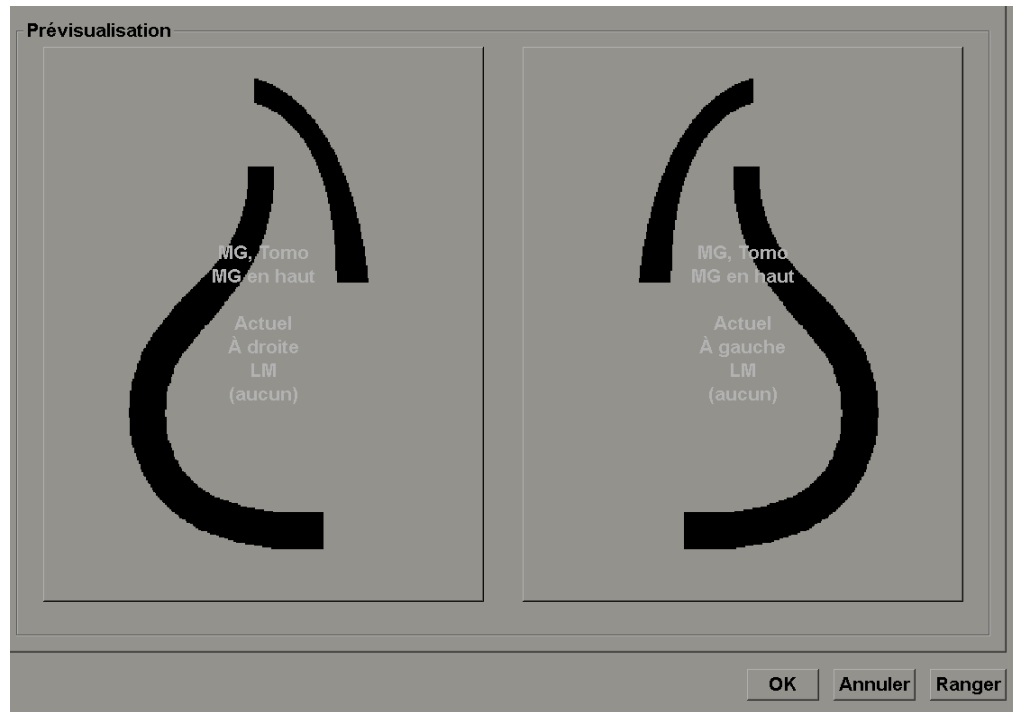 Prévisualisation
MG, Tomo
MG en haut
Actuel
À droite
LM
(aucun)
MG, Tomo
MG en haut
Actuel
À gauche
LM
(aucun)
OK
Annuler
Ranger